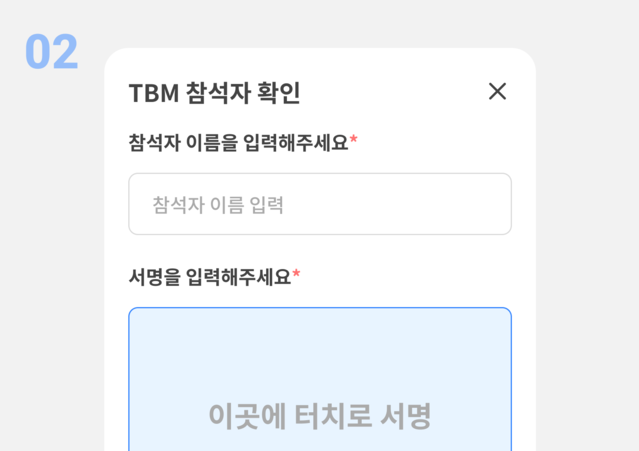 02
TBM 참석자 확인
참석자 이름을 입력해주세요*
참석자 이름 입력
서명을 입력해주세요*
이곳에 터치로 서명